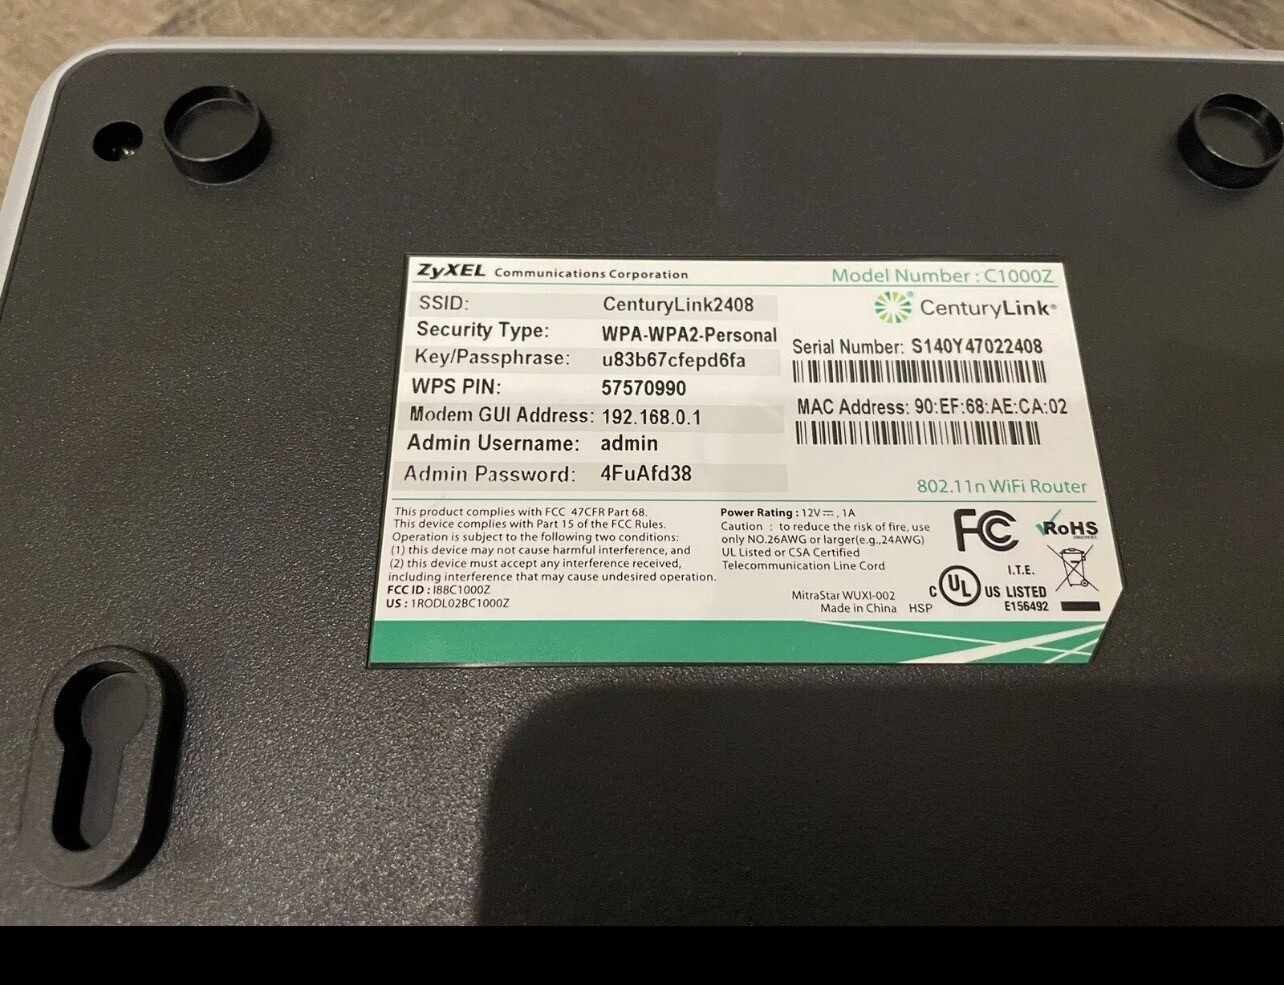 ZyXEL Communications Corporation
Model Number : C1000Z
SSID: CenturyLink2408
CenturyLink®
Security Type: WPA-WPA2-Personal
Key/Passphrase: u83b67cfepd6fa
WPS PIN: 57570990
Modem GUI Address: 192.168.0.1
Admin Username: admin
Admin Password: 4FuAfd38
Serial Number: S140Y47022408
MAC Address: 90:EF:68:AE:CA:02
802.11n WiFi Router
This product complies with FCC 47CFR Part 68.
This device complies with Part 15 of the FCC Rules.
Operation is subject to the following two conditions:
(1) this device may not cause harmful interference, and
(2) this device must accept any interference received,
including interference that may cause undesired operation.
FCC ID : I88C1000Z
US : 1RODL02BC1000Z
Power Rating : 12V⎓, 1A
Caution : to reduce the risk of fire, use
only NO.26AWG or larger(e.g.,24AWG)
UL Listed or CSA Certified
Telecommunication Line Cord
MitraStar WUXI-002
Made in China HSP
FC
RoHS
I.T.E.
C UL US LISTED
E156492